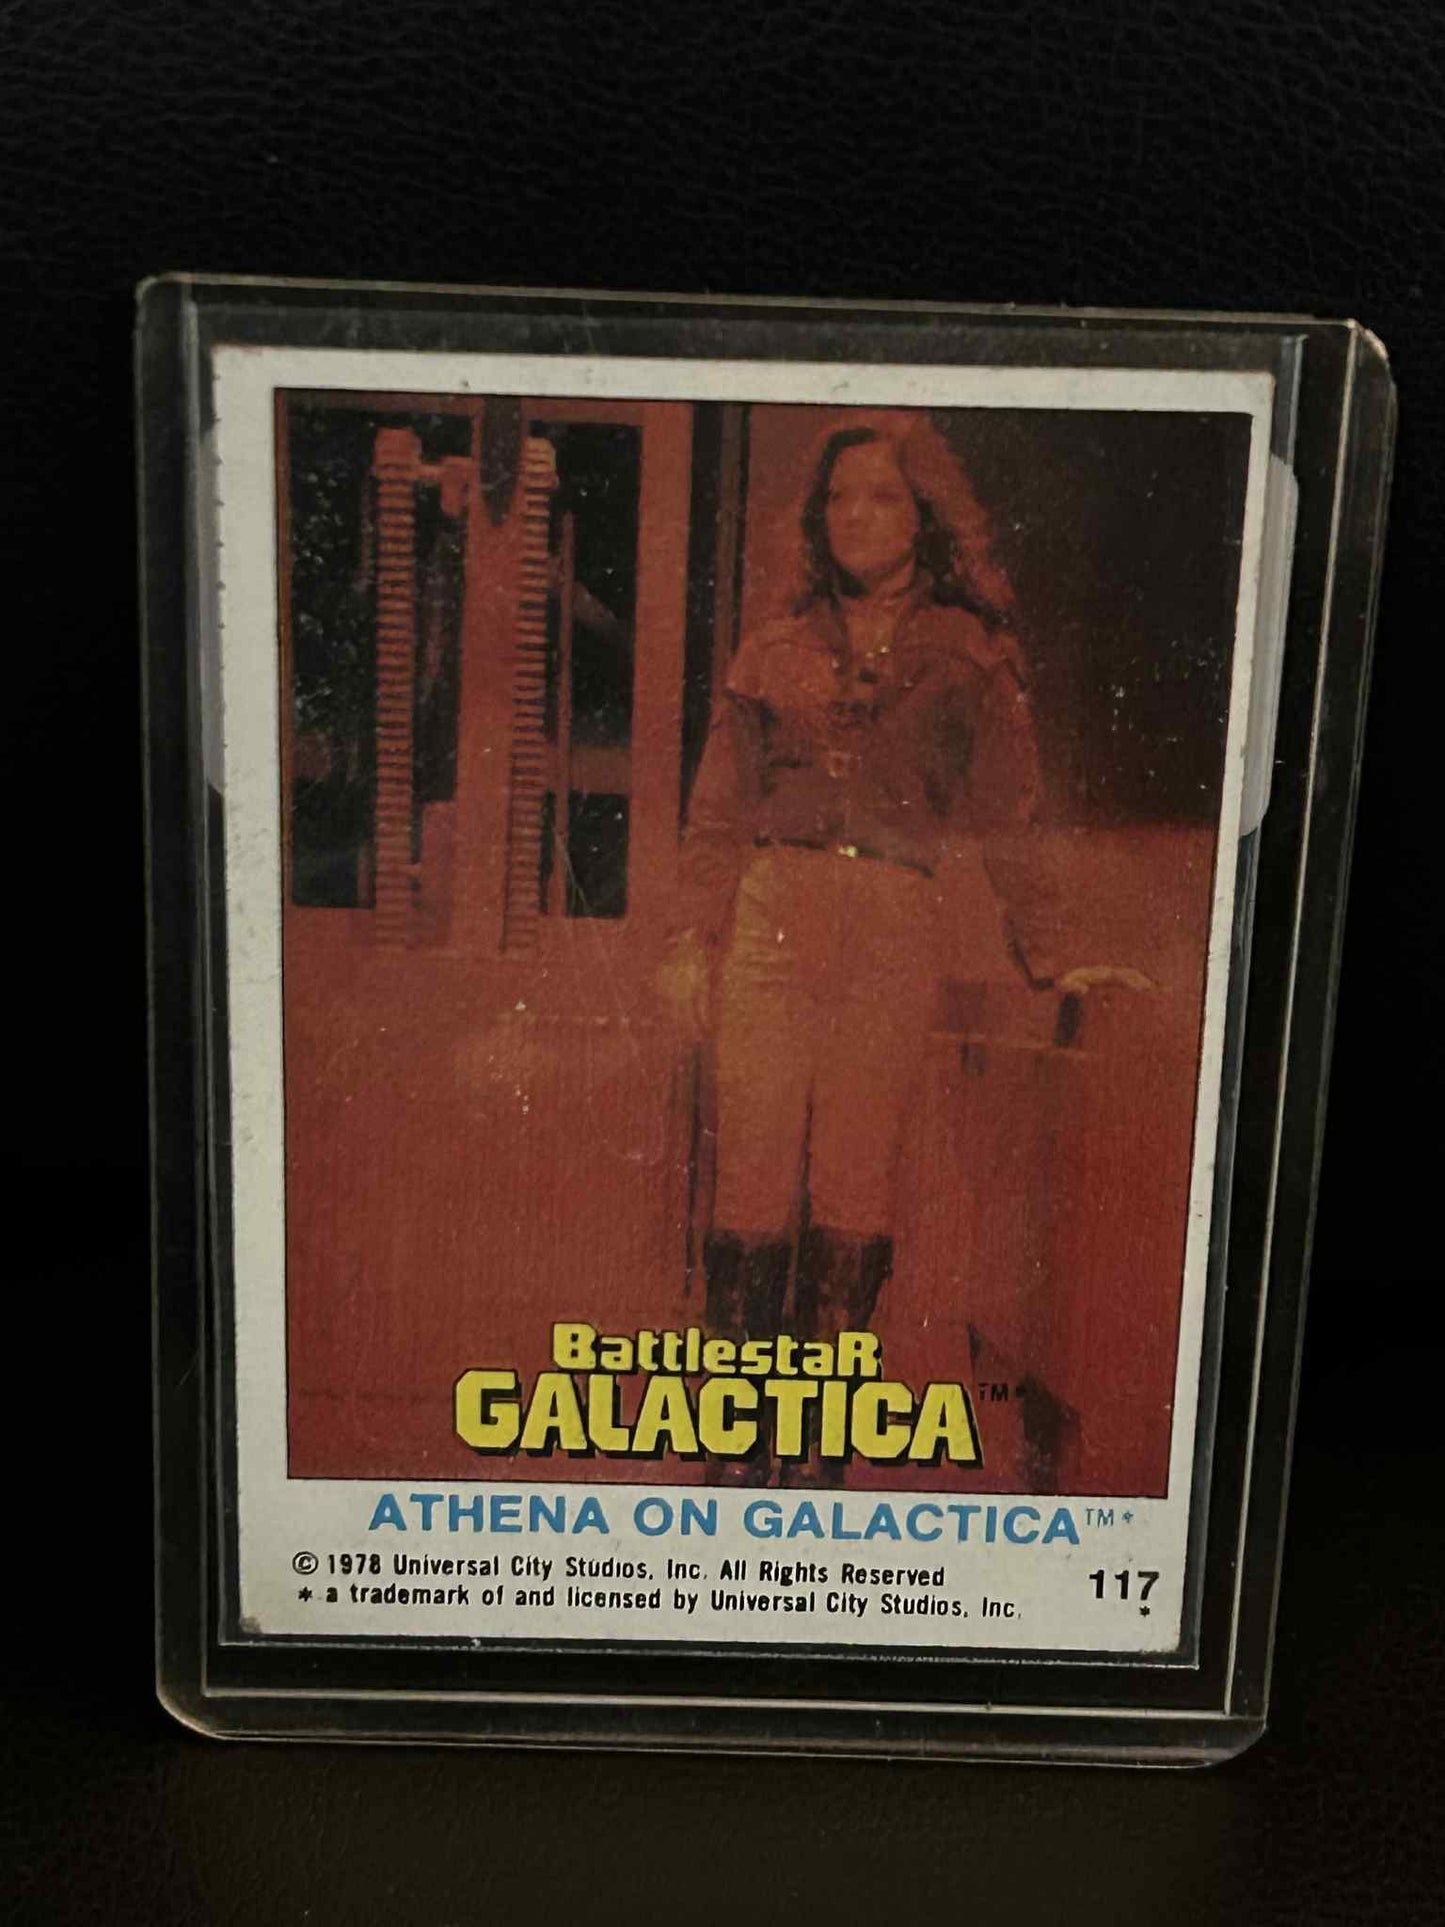 BattlestaR
GALACTICA™*
ATHENA ON GALACTICA™*
© 1978 Universal City Studios, Inc. All Rights Reserved
* a trademark of and licensed by Universal City Studios, Inc.
117
*